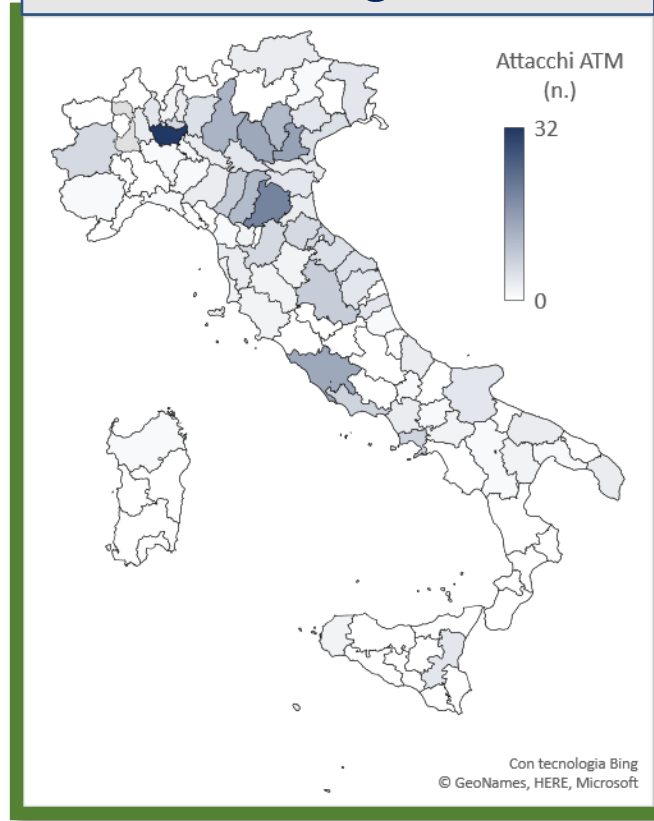 Attacchi ATM
(n.)
32
0
Con tecnologia Bing
© GeoNames, HERE, Microsoft